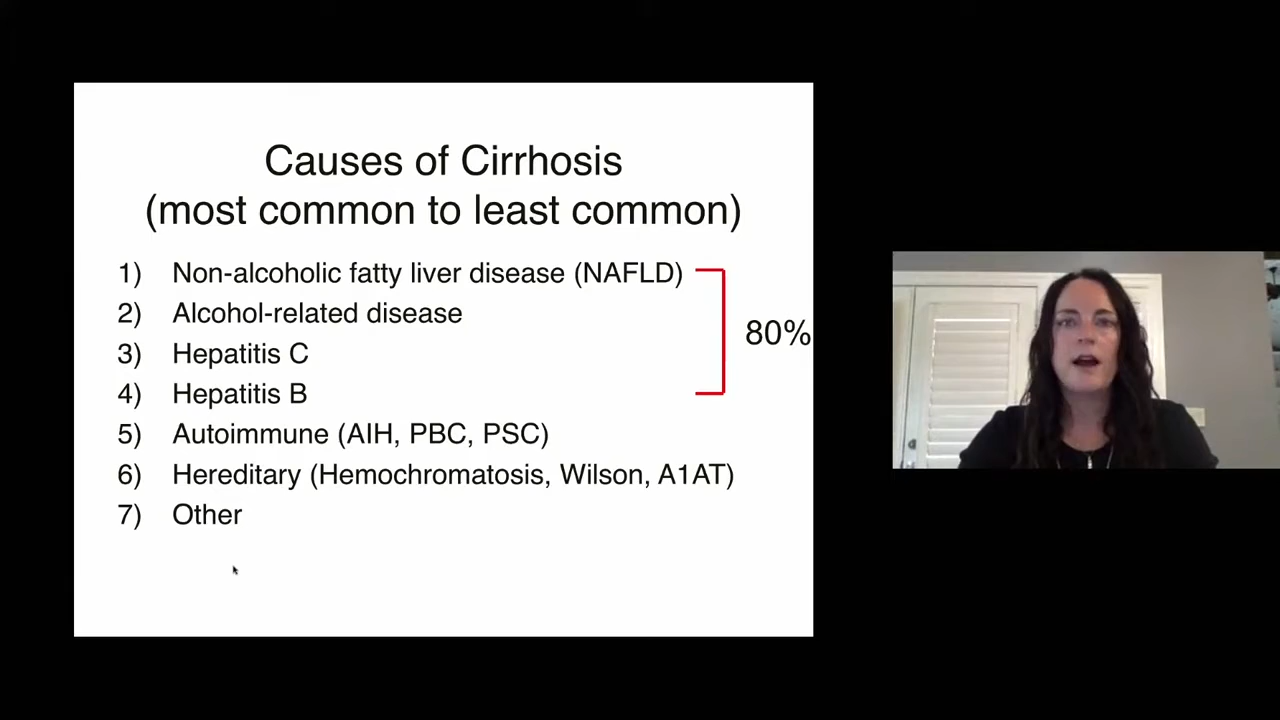 Causes of Cirrhosis
(most common to least common)
1) Non-alcoholic fatty liver disease (NAFLD)
2) Alcohol-related disease
3) Hepatitis C
4) Hepatitis B
80%
5) Autoimmune (AIH, PBC, PSC)
6) Hereditary (Hemochromatosis, Wilson, A1AT)
7) Other